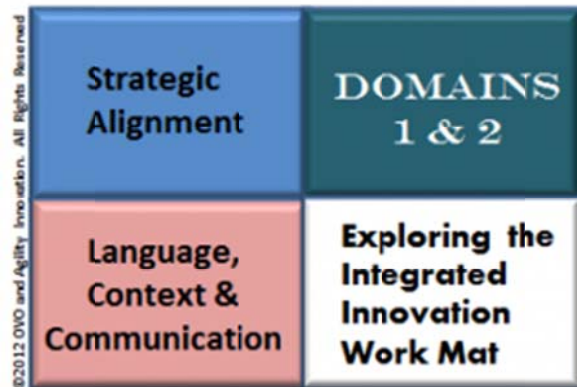 ©2012 OVO and Agility Innovation. All Rights Reserved
Strategic
Alignment
DOMAINS
1 & 2
Language,
Context &
Communication
Exploring the
Integrated
Innovation
Work Mat